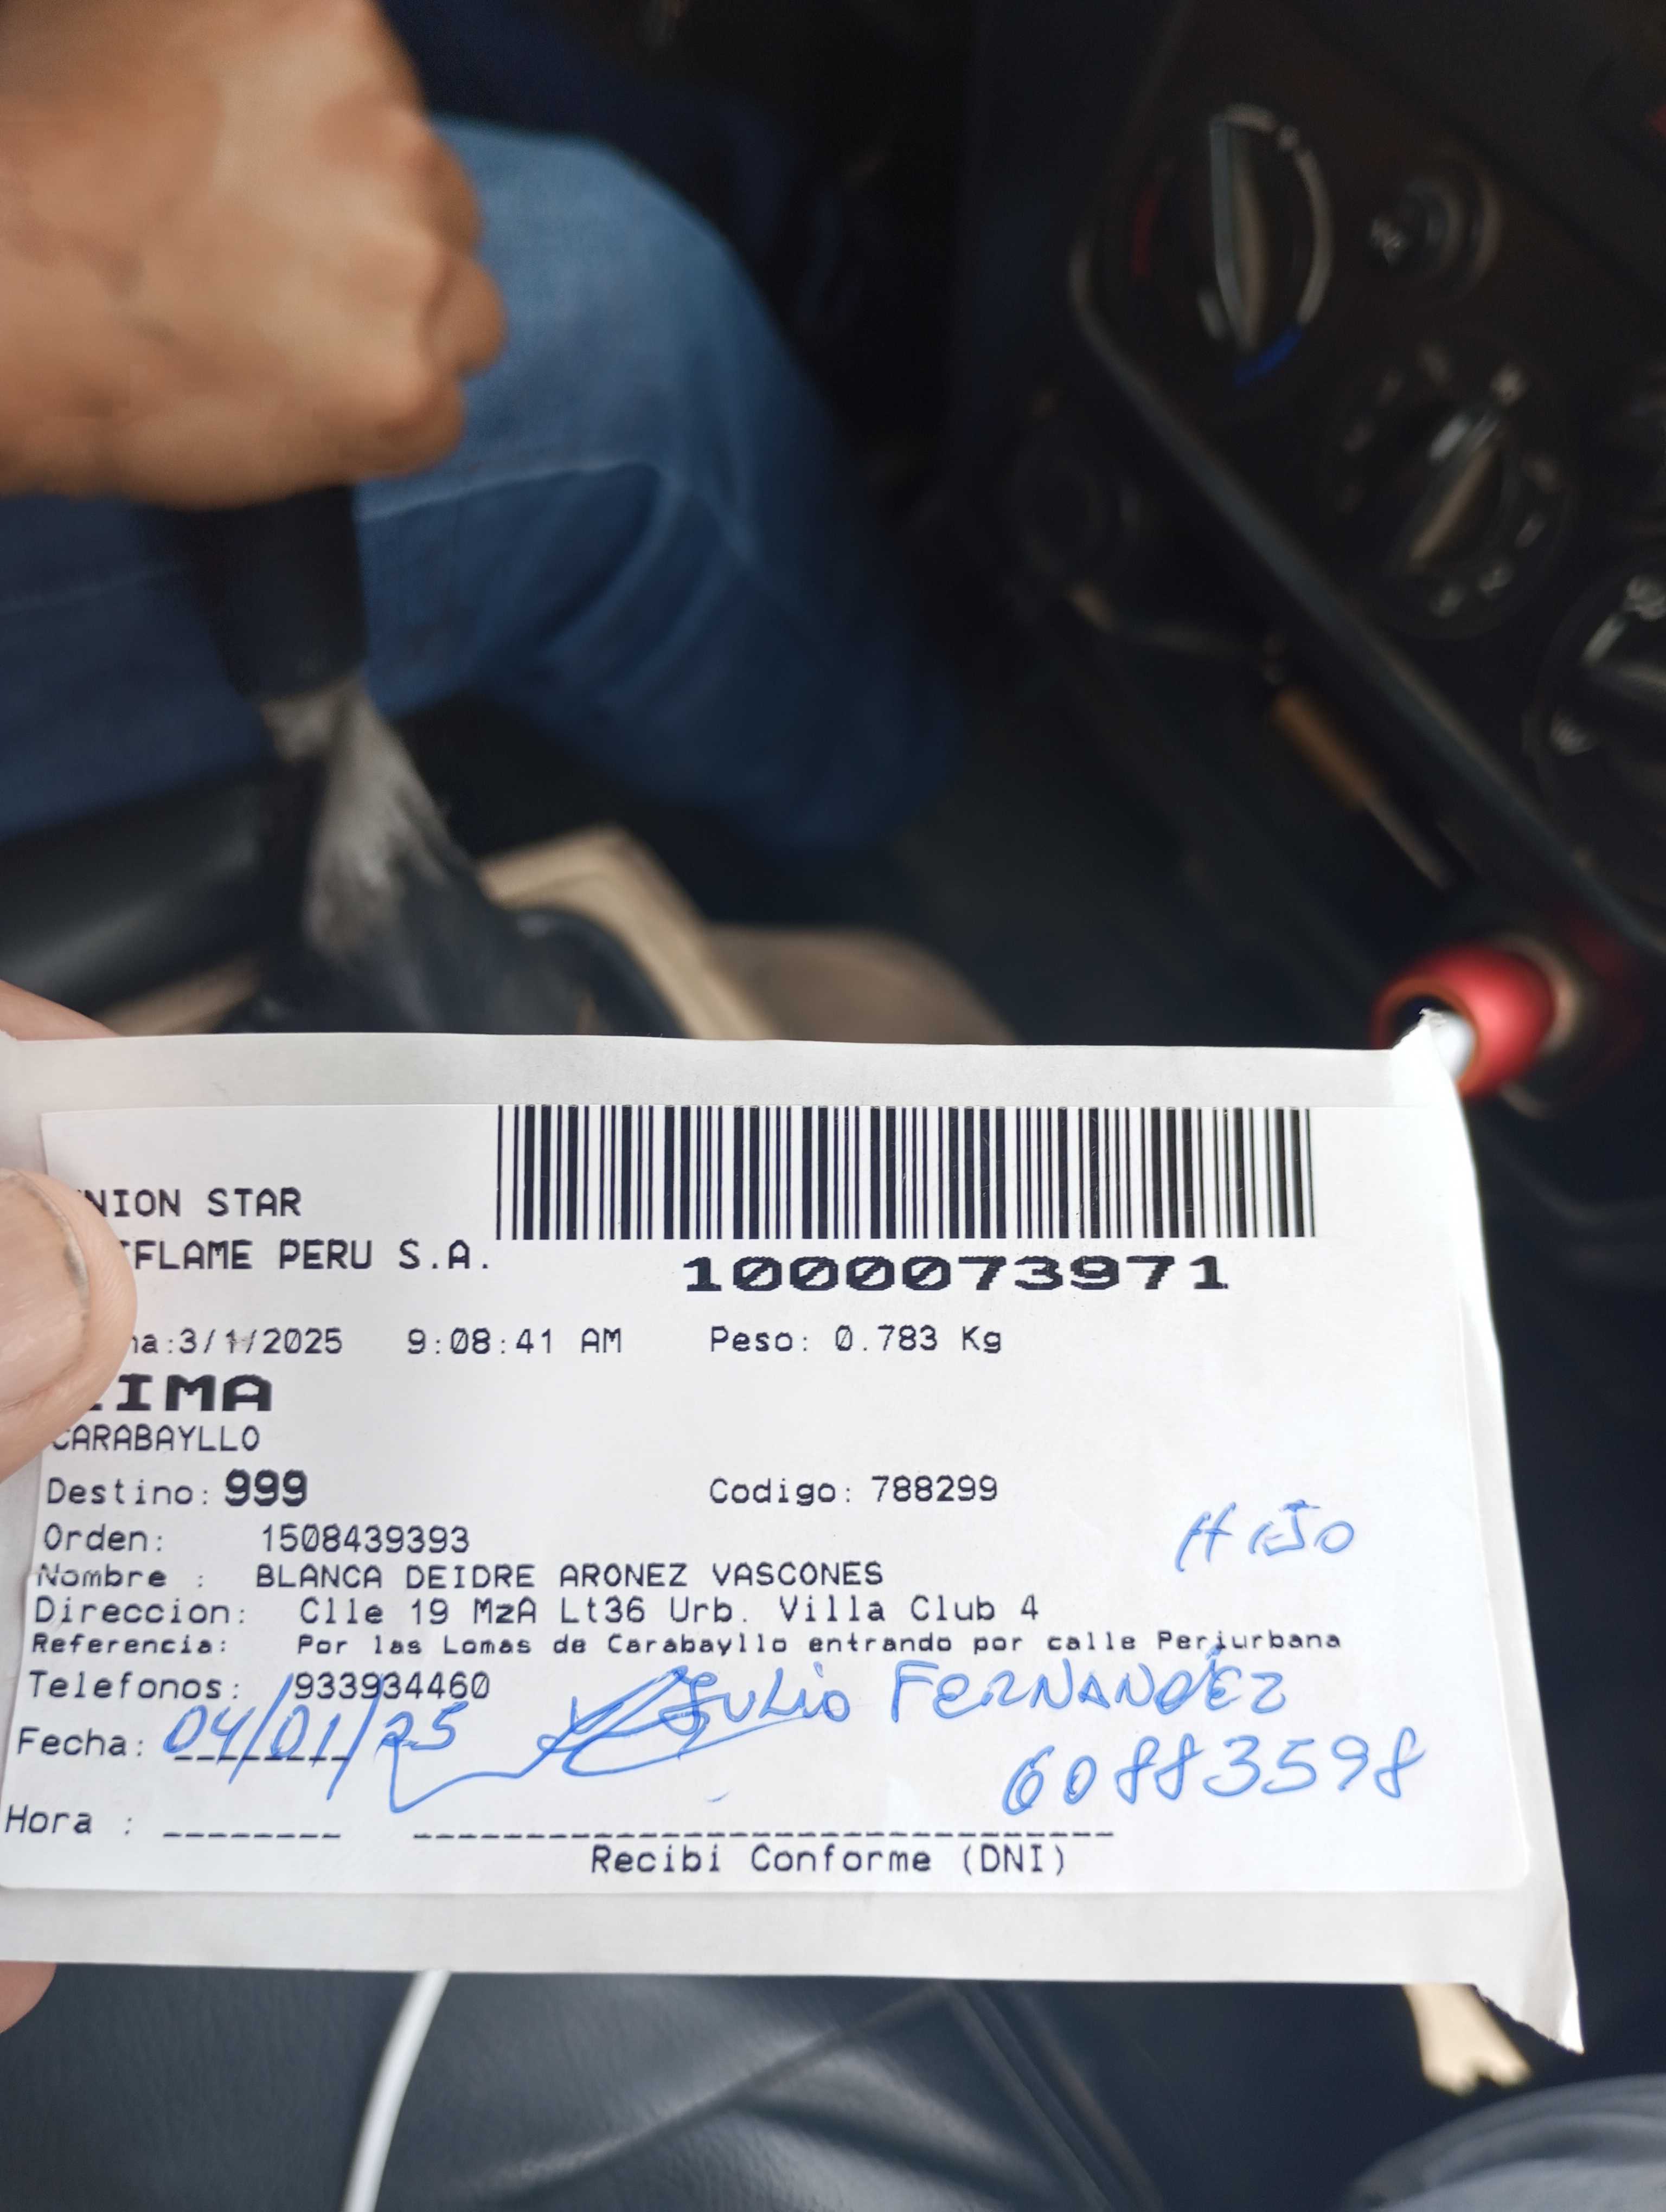 NION STAR
FLAME PERU S.A.
1000073971
a:3/1/2025 9:08:41 AM Peso: 0.783 Kg
IMA
CARABAYLLO
Destino: 999 Codigo: 788299
HIJO
Orden: 1508439393
Nombre : BLANCA DEIDRE ARONEZ VASCONES
Direccion: Clle 19 MzA Lt36 Urb. Villa Club 4
Referencia: Por las Lomas de Carabayllo entrando por calle Periurbana
Telefonos: 933934460
JULIO FERNANDEZ
Fecha: 04/01/25
60883598
Hora :
Recibi Conforme (DNI)